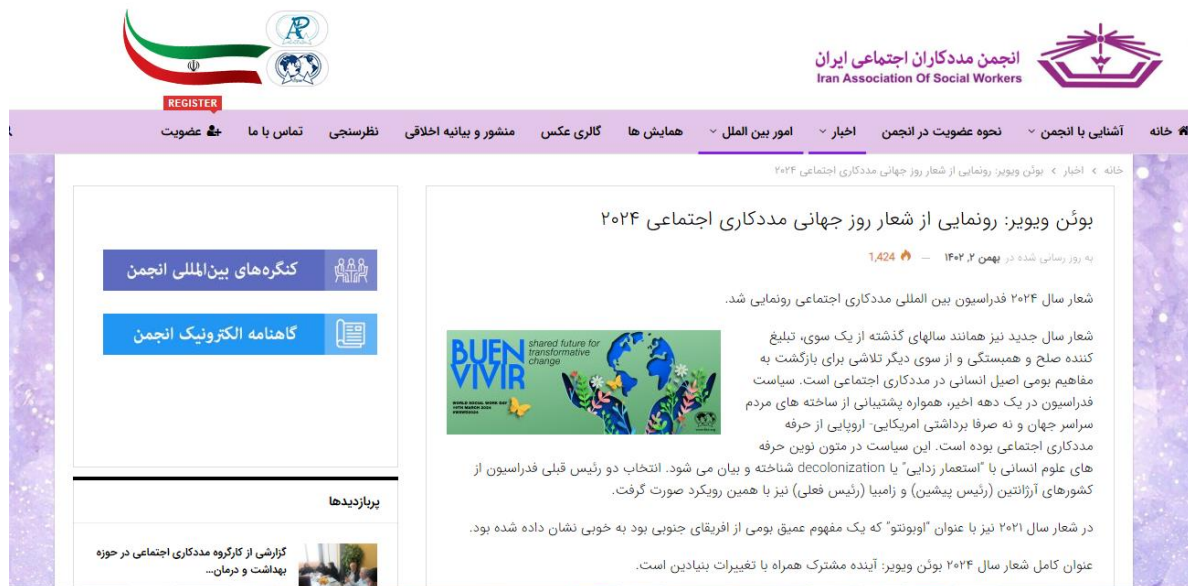 انجمن مددکاران اجتماعی ایران
Iran Association Of Social Workers
REGISTER
خانه
آشنایی با انجمن
نحوه عضویت در انجمن
اخبار
امور بین الملل
همایش ها
گالری عکس
منشور و بیانیه اخلاقی
نظرسنجی
تماس با ما
عضویت
خانه › اخبار › بوئن ویویر: رونمایی از شعار روز جهانی مددکاری اجتماعی ۲۰۲۴
بوئن ویویر: رونمایی از شعار روز جهانی مددکاری اجتماعی ۲۰۲۴
به روز رسانی شده در بهمن ۲, ۱۴۰۲ — 1,424
شعار سال ۲۰۲۴ فدراسیون بین المللی مددکاری اجتماعی رونمایی شد.
شعار سال جدید نیز همانند سالهای گذشته از یک سوی، تبلیغ
کننده صلح و همبستگی و از سوی دیگر تلاشی برای بازگشت به
مفاهیم بومی اصیل انسانی در مددکاری اجتماعی است. سیاست
فدراسیون در یک دهه اخیر، همواره پشتیبانی از ساخته های مردم
سراسر جهان و نه صرفا برداشتی امریکایی- اروپایی از حرفه
مددکاری اجتماعی بوده است. این سیاست در متون نوین حرفه
های علوم انسانی با "استعمار زدایی" یا decolonization شناخته و بیان می شود. انتخاب دو رئیس قبلی فدراسیون از
کشورهای آرژانتین (رئیس پیشین) و زامبیا (رئیس فعلی) نیز با همین رویکرد صورت گرفت.
در شعار سال ۲۰۲۱ نیز با عنوان "اوبونتو" که یک مفهوم عمیق بومی از افریقای جنوبی بود به خوبی نشان داده شده بود.
عنوان کامل شعار سال ۲۰۲۴ بوئن ویویر: آینده مشترک همراه با تغییرات بنیادین است.
BUEN
VIVIR
shared future for
transformative
change
WORLD SOCIAL WORK DAY
19TH MARCH 2024
کنگره‌های بین‌المللی انجمن
گاهنامه الکترونیک انجمن
پربازدیدها
گزارشی از کارگروه مددکاری اجتماعی در حوزه
بهداشت و درمان...